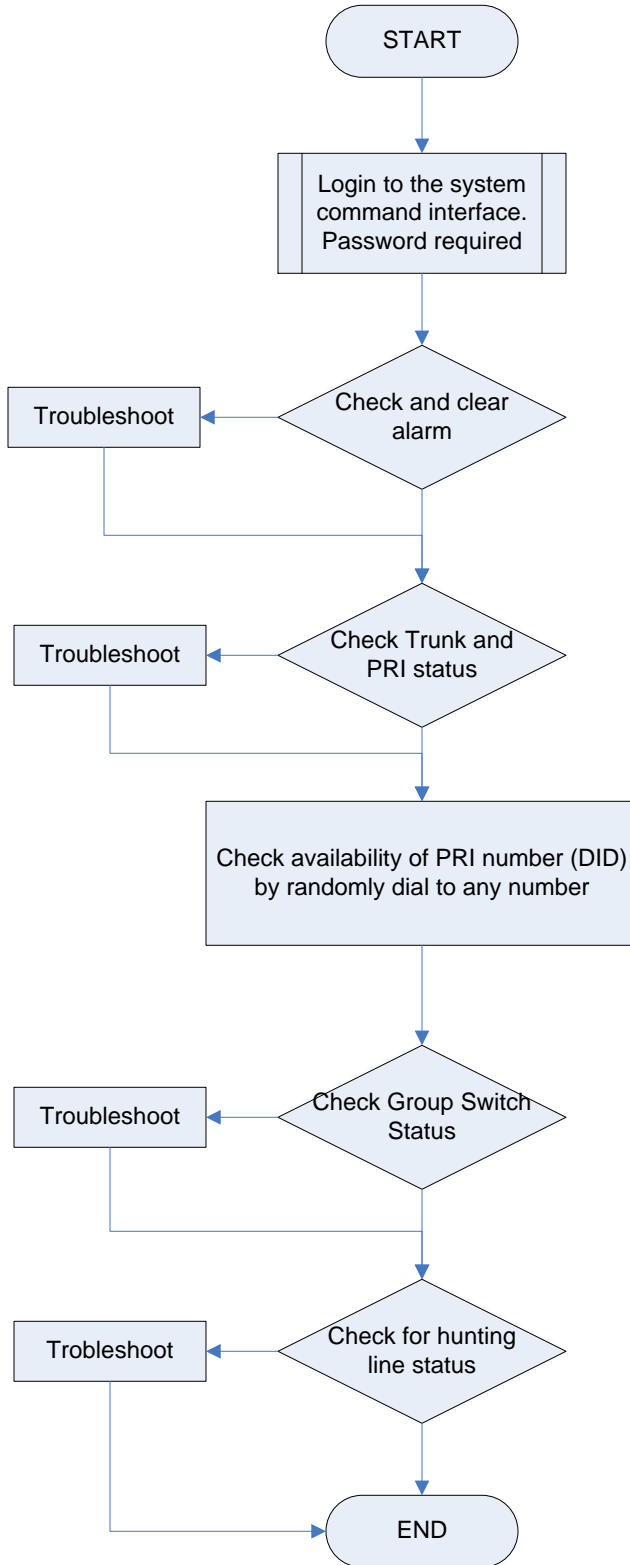 START
Login to the system
command interface.
Password required
Troubleshoot
Check and clear
alarm
Troubleshoot
Check Trunk and
PRI status
Check availability of PRI number (DID)
by randomly dial to any number
Troubleshoot
Check Group Switch
Status
Trobleshoot
Check for hunting
line status
END